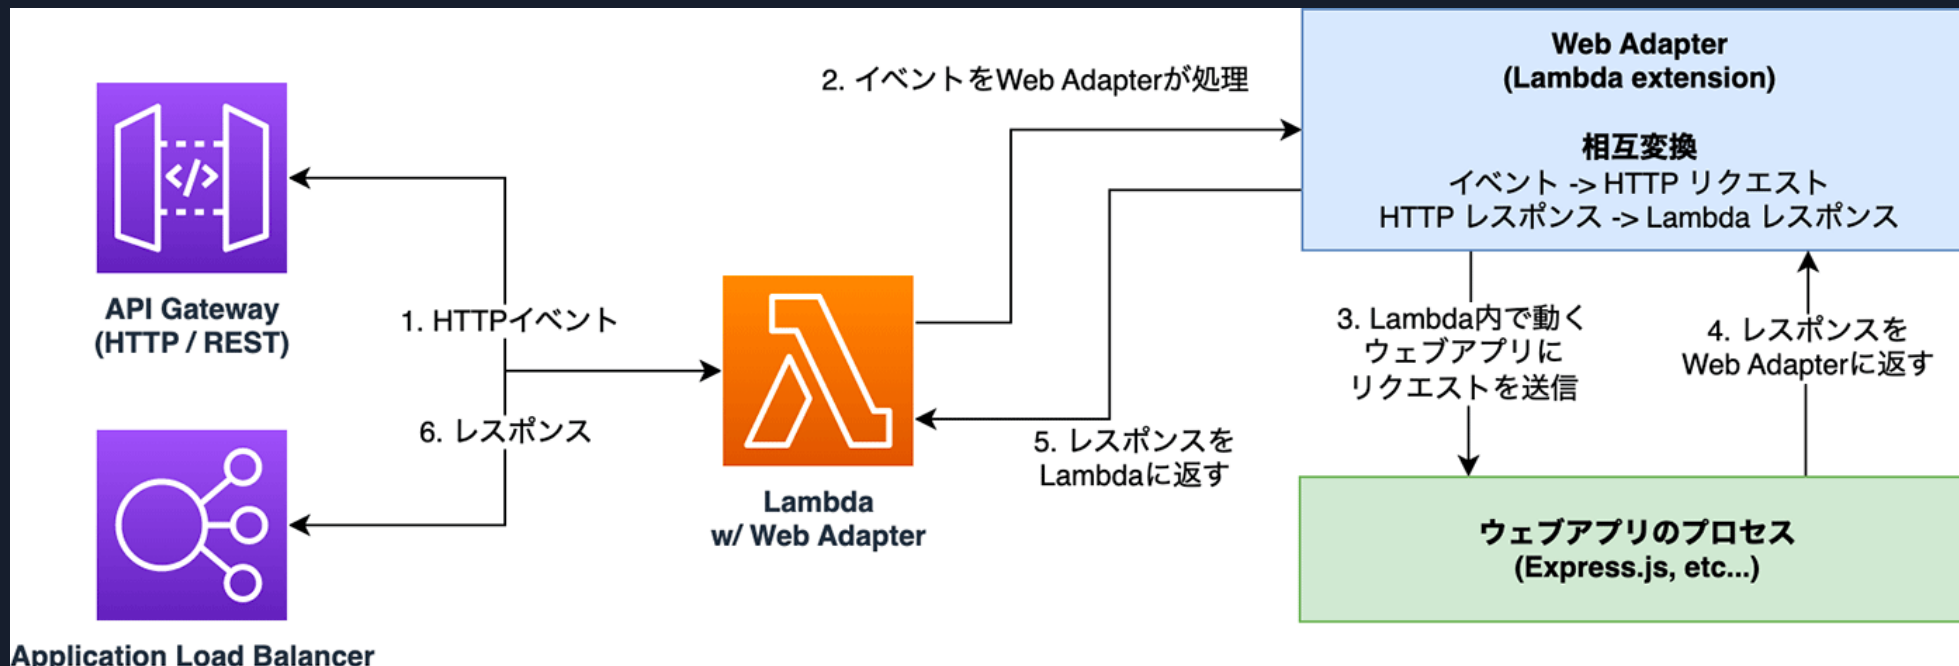 API Gateway
(HTTP / REST)
Application Load Balancer
1. HTTPイベント
6. レスポンス
Lambda
w/ Web Adapter
2. イベントをWeb Adapterが処理
5. レスポンスを
Lambdaに返す
Web Adapter
(Lambda extension)
相互変換
イベント -> HTTP リクエスト
HTTP レスポンス -> Lambda レスポンス
3. Lambda内で動く
ウェブアプリに
リクエストを送信
4. レスポンスを
Web Adapterに返す
ウェブアプリのプロセス
(Express.js, etc...)